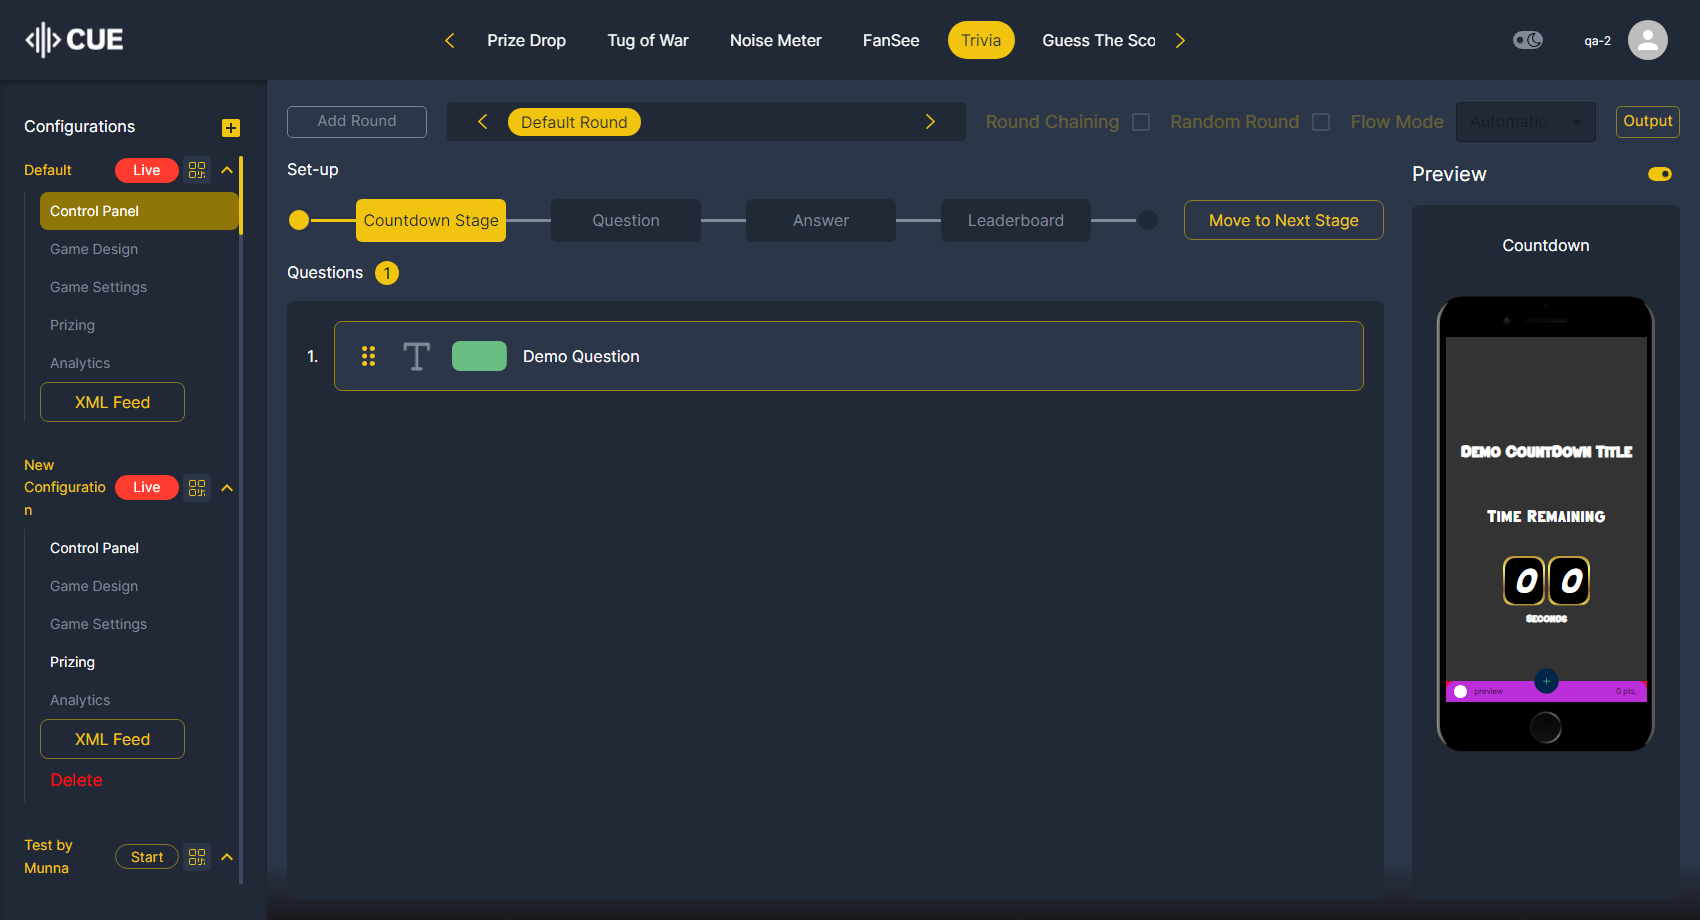 CUE
Prize Drop
Tug of War
Noise Meter
FanSee
Trivia
Guess The Sco
qa-2
Configurations
Default
Live
Control Panel
Game Design
Game Settings
Prizing
Analytics
XML Feed
New
Configuratio
n
Live
Control Panel
Game Design
Game Settings
Prizing
Analytics
XML Feed
Delete
Test by
Munna
Start
Add Round
Default Round
Round Chaining
Random Round
Flow Mode
Automatic
Output
Set-up
Countdown Stage
Question
Answer
Leaderboard
Move to Next Stage
Questions
1
1.
T
Demo Question
Preview
Countdown
Demo CountDown Title
Time Remaining
0 0
Seconds
preview
0 pts.